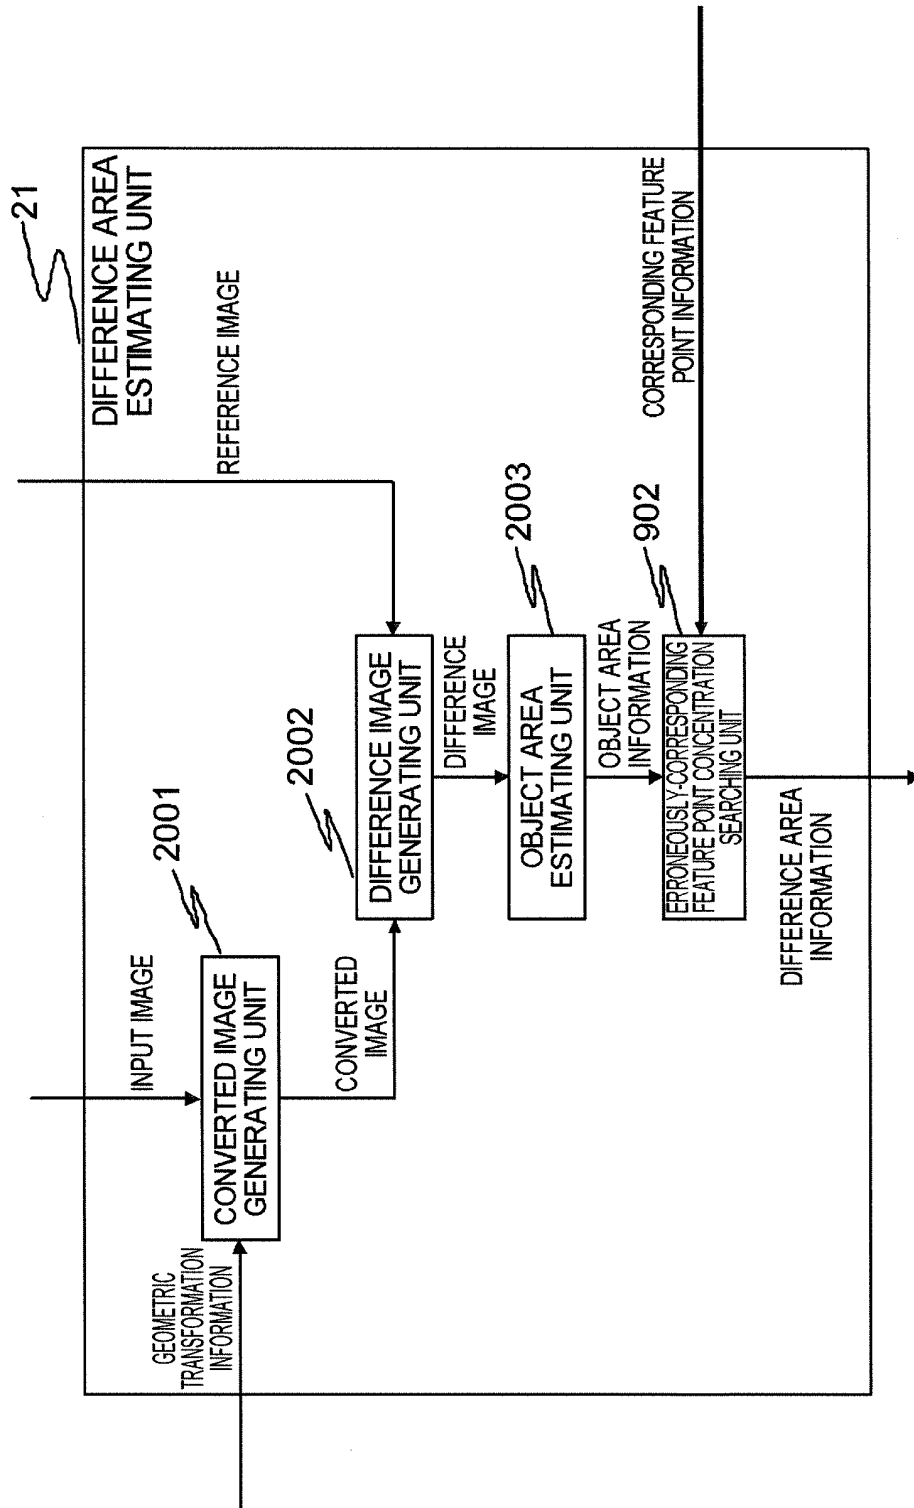 21
DIFFERENCE AREA
ESTIMATING UNIT
INPUT IMAGE
REFERENCE IMAGE
GEOMETRIC
TRANSFORMATION
INFORMATION
2001
CONVERTED IMAGE
GENERATING UNIT
CONVERTED
IMAGE
2002
DIFFERENCE IMAGE
GENERATING UNIT
DIFFERENCE
IMAGE
2003
OBJECT AREA
ESTIMATING UNIT
OBJECT AREA
INFORMATION
CORRESPONDING FEATURE
POINT INFORMATION
902
ERRONEOUSLY-CORRESPONDING
FEATURE POINT CONCENTRATION
SEARCHING UNIT
DIFFERENCE AREA
INFORMATION